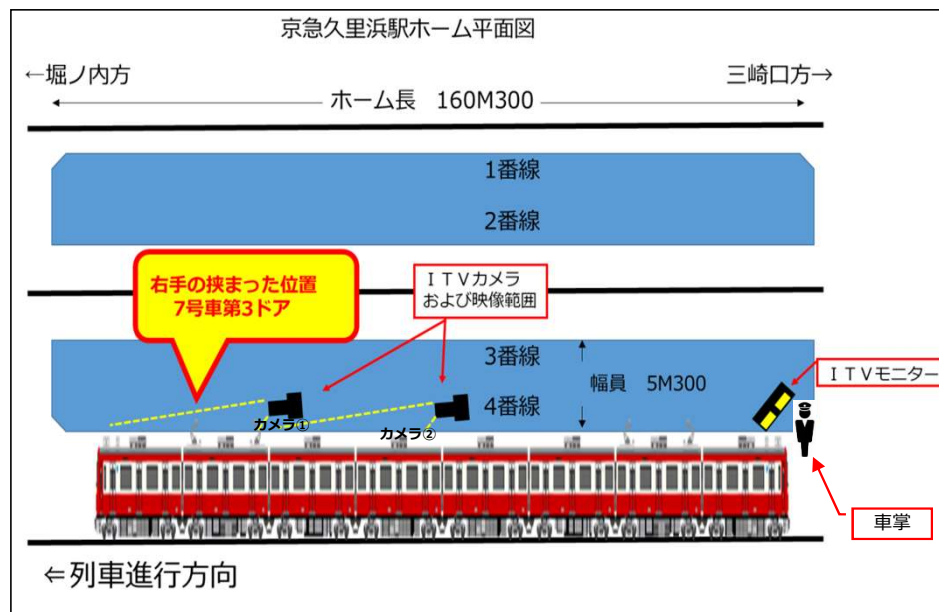 京急久里浜駅ホーム平面図
←堀ノ内方
三崎口方→
ホーム長　160M300
1番線
2番線
右手の挟まった位置
7号車第3ドア
ＩＴＶカメラ
および映像範囲
3番線
幅員　5M300
ＩＴＶモニター
4番線
カメラ①
カメラ②
車掌
⇐列車進行方向